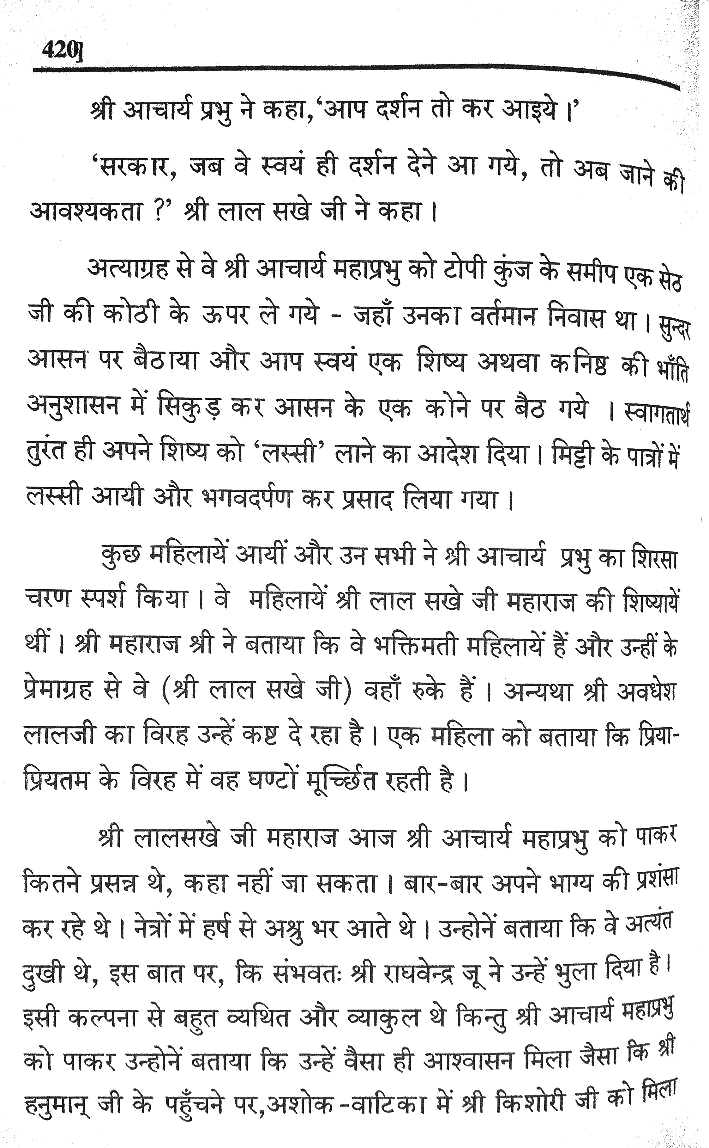 420]
श्री आचार्य प्रभु ने कहा,‘आप दर्शन तो कर आइये।’
‘सरकार, जब वे स्वयं ही दर्शन देने आ गये, तो अब जाने की
आवश्यकता ?’ श्री लाल सखे जी ने कहा।
अत्याग्रह से वे श्री आचार्य महाप्रभु को टोपी कुंज के समीप एक सेठ
जी की कोठी के ऊपर ले गये - जहाँ उनका वर्तमान निवास था। सुन्दर
आसन पर बैठाया और आप स्वयं एक शिष्य अथवा कनिष्ठ की भाँति
अनुशासन में सिकुड़ कर आसन के एक कोने पर बैठ गये । स्वागतार्थ
तुरंत ही अपने शिष्य को ‘लस्सी’ लाने का आदेश दिया। मिट्टी के पात्रों में
लस्सी आयी और भगवदर्पण कर प्रसाद लिया गया।
कुछ महिलायें आयीं और उन सभी ने श्री आचार्य प्रभु का शिरसा
चरण स्पर्श किया। वे महिलायें श्री लाल सखे जी महाराज की शिष्यायें
थीं। श्री महाराज श्री ने बताया कि वे भक्तिमती महिलायें हैं और उन्हीं के
प्रेमाग्रह से वे (श्री लाल सखे जी) वहाँ रुके हैं। अन्यथा श्री अवधेश
लालजी का विरह उन्हें कष्ट दे रहा है। एक महिला को बताया कि प्रिया-
प्रियतम के विरह में वह घण्टों मूर्च्छित रहती है।
श्री लालसखे जी महाराज आज श्री आचार्य महाप्रभु को पाकर
कितने प्रसन्न थे, कहा नहीं जा सकता। बार-बार अपने भाग्य की प्रशंसा
कर रहे थे। नेत्रों में हर्ष से अश्रु भर आते थे। उन्होनें बताया कि वे अत्यंत
दुखी थे, इस बात पर, कि संभवतः श्री राघवेन्द्र जू ने उन्हें भुला दिया है।
इसी कल्पना से बहुत व्यथित और व्याकुल थे किन्तु श्री आचार्य महाप्रभु
को पाकर उन्होनें बताया कि उन्हें वैसा ही आश्वासन मिला जैसा कि श्री
हनुमान् जी के पहुँचने पर,अशोक-वाटिका में श्री किशोरी जी को मिला